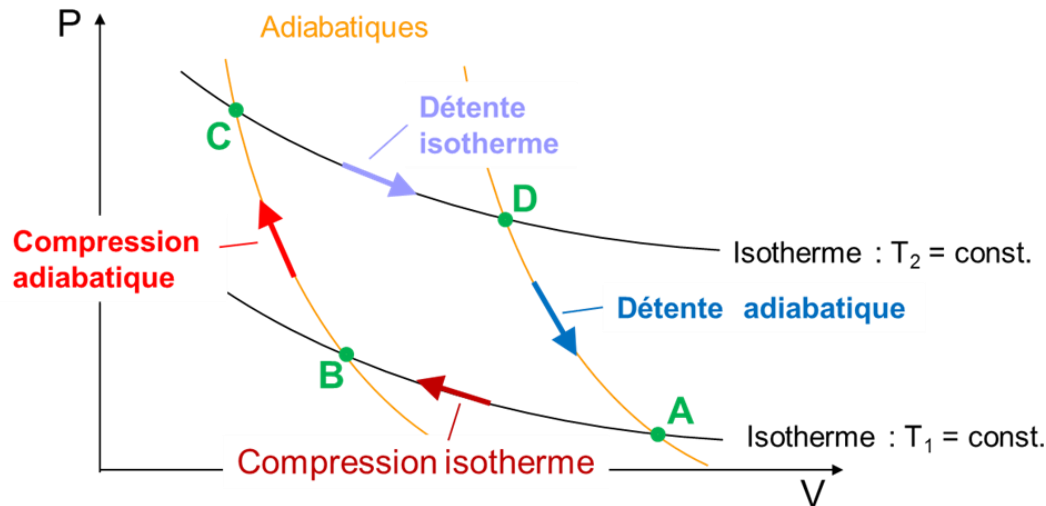 P
Adiabatiques
Détente
isotherme
C
D
Compression
adiabatique
Isotherme : T₂ = const.
Détente adiabatique
B
A
Isotherme : T₁ = const.
Compression isotherme
V